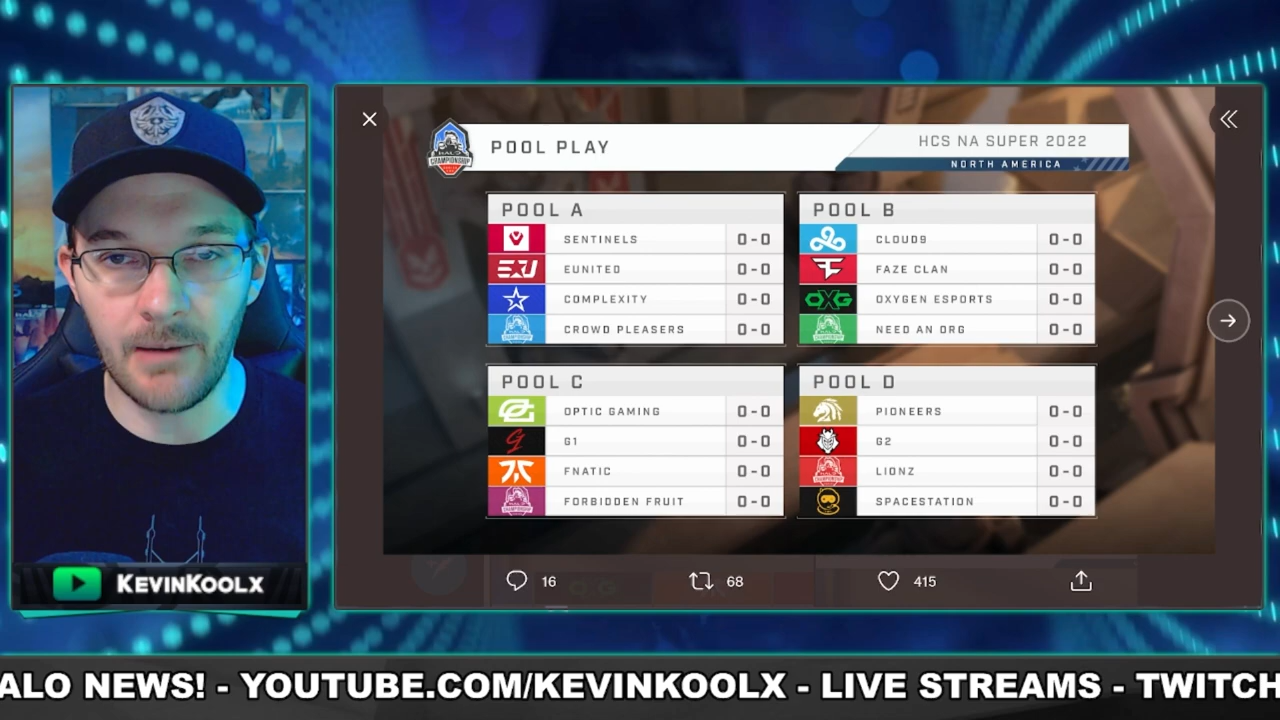 POOL PLAY
HCS NA SUPER 2022
NORTH AMERICA
POOL A
SENTINELS 0-0
EUNITED 0-0
COMPLEXITY 0-0
CROWD PLEASERS 0-0
POOL B
CLOUD9 0-0
FAZE CLAN 0-0
OXYGEN ESPORTS 0-0
NEED AN ORG 0-0
POOL C
OPTIC GAMING 0-0
G1 0-0
FNATIC 0-0
FORBIDDEN FRUIT 0-0
POOL D
PIONEERS 0-0
G2 0-0
LIONZ 0-0
SPACESTATION 0-0
16 68 415
KEVINKOOLX
ALO NEWS! - YOUTUBE.COM/KEVINKOOLX - LIVE STREAMS - TWITCH